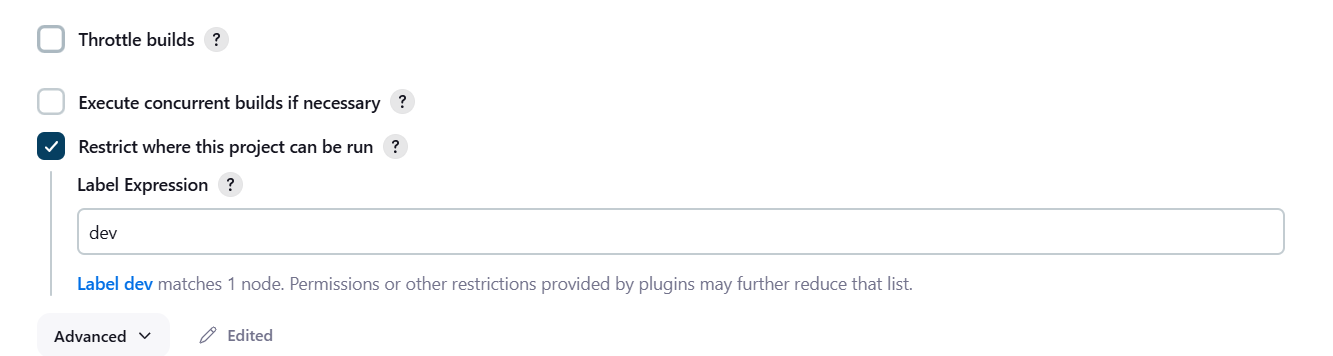 Throttle builds ?
Execute concurrent builds if necessary ?
Restrict where this project can be run ?
Label Expression ?
dev
Label dev matches 1 node. Permissions or other restrictions provided by plugins may further reduce that list.
Advanced Edited